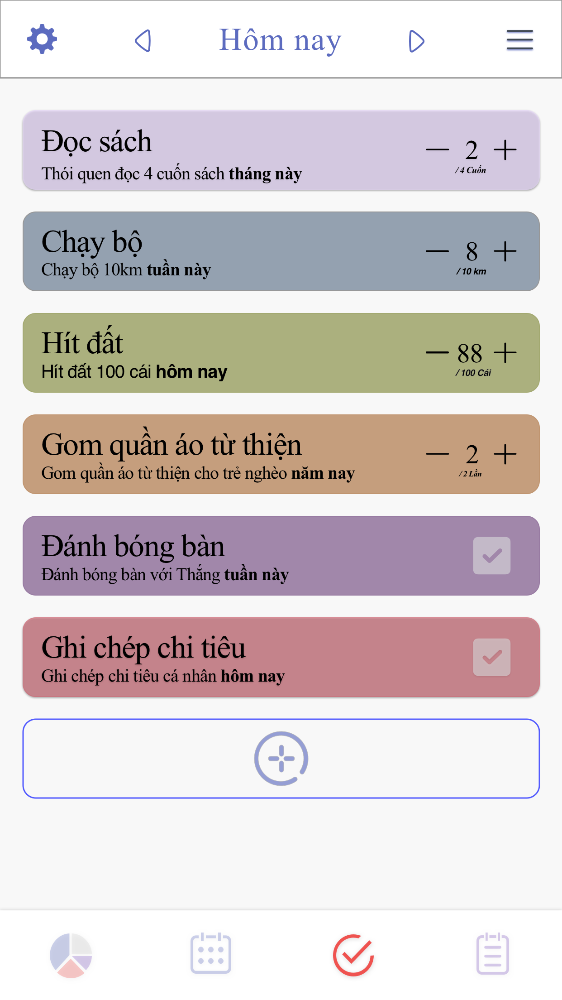 Hôm nay
Đọc sách
Thói quen đọc 4 cuốn sách tháng này
2
/ 4 Cuốn
Chạy bộ
Chạy bộ 10km tuần này
8
/ 10 km
Hít đất
Hít đất 100 cái hôm nay
88
/ 100 Cái
Gom quần áo từ thiện
Gom quần áo từ thiện cho trẻ nghèo năm nay
2
/ 2 Lần
Đánh bóng bàn
Đánh bóng bàn với Thắng tuần này
Ghi chép chi tiêu
Ghi chép chi tiêu cá nhân hôm nay